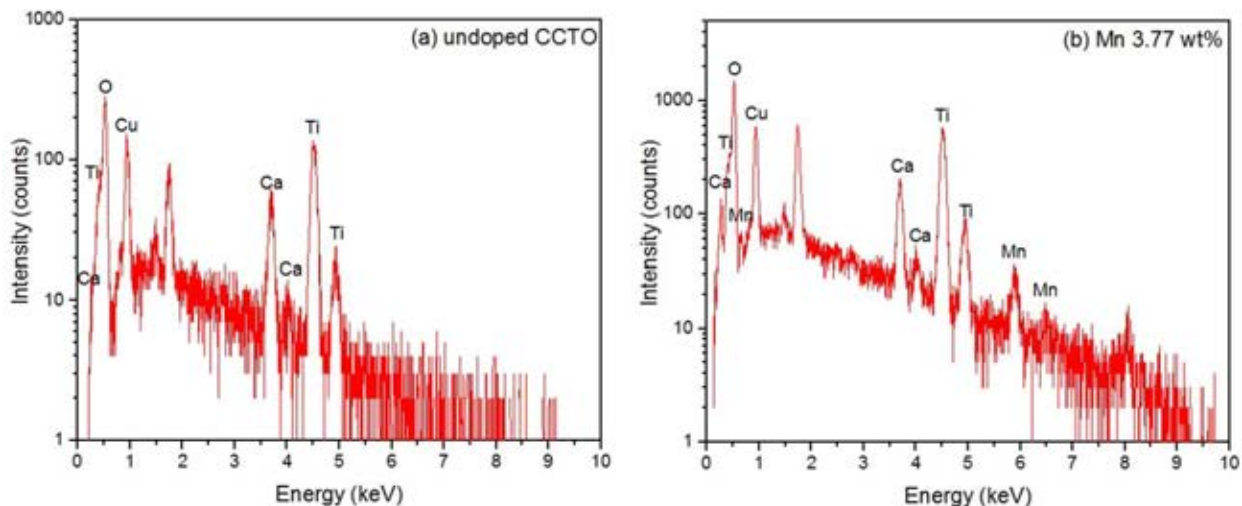 (a) undoped CCTO
1000
100
10
1
Intensity (counts)
O
Ti
Cu
Ca
Ca
Ca
Ti
Ti
0 1 2 3 4 5 6 7 8 9 10
Energy (keV)
(b) Mn 3.77 wt%
1000
100
10
1
Intensity (counts)
O
Ti
Cu
Ca
Mn
Ca
Ca
Ti
Ti
Mn
Mn
0 1 2 3 4 5 6 7 8 9 10
Energy (keV)